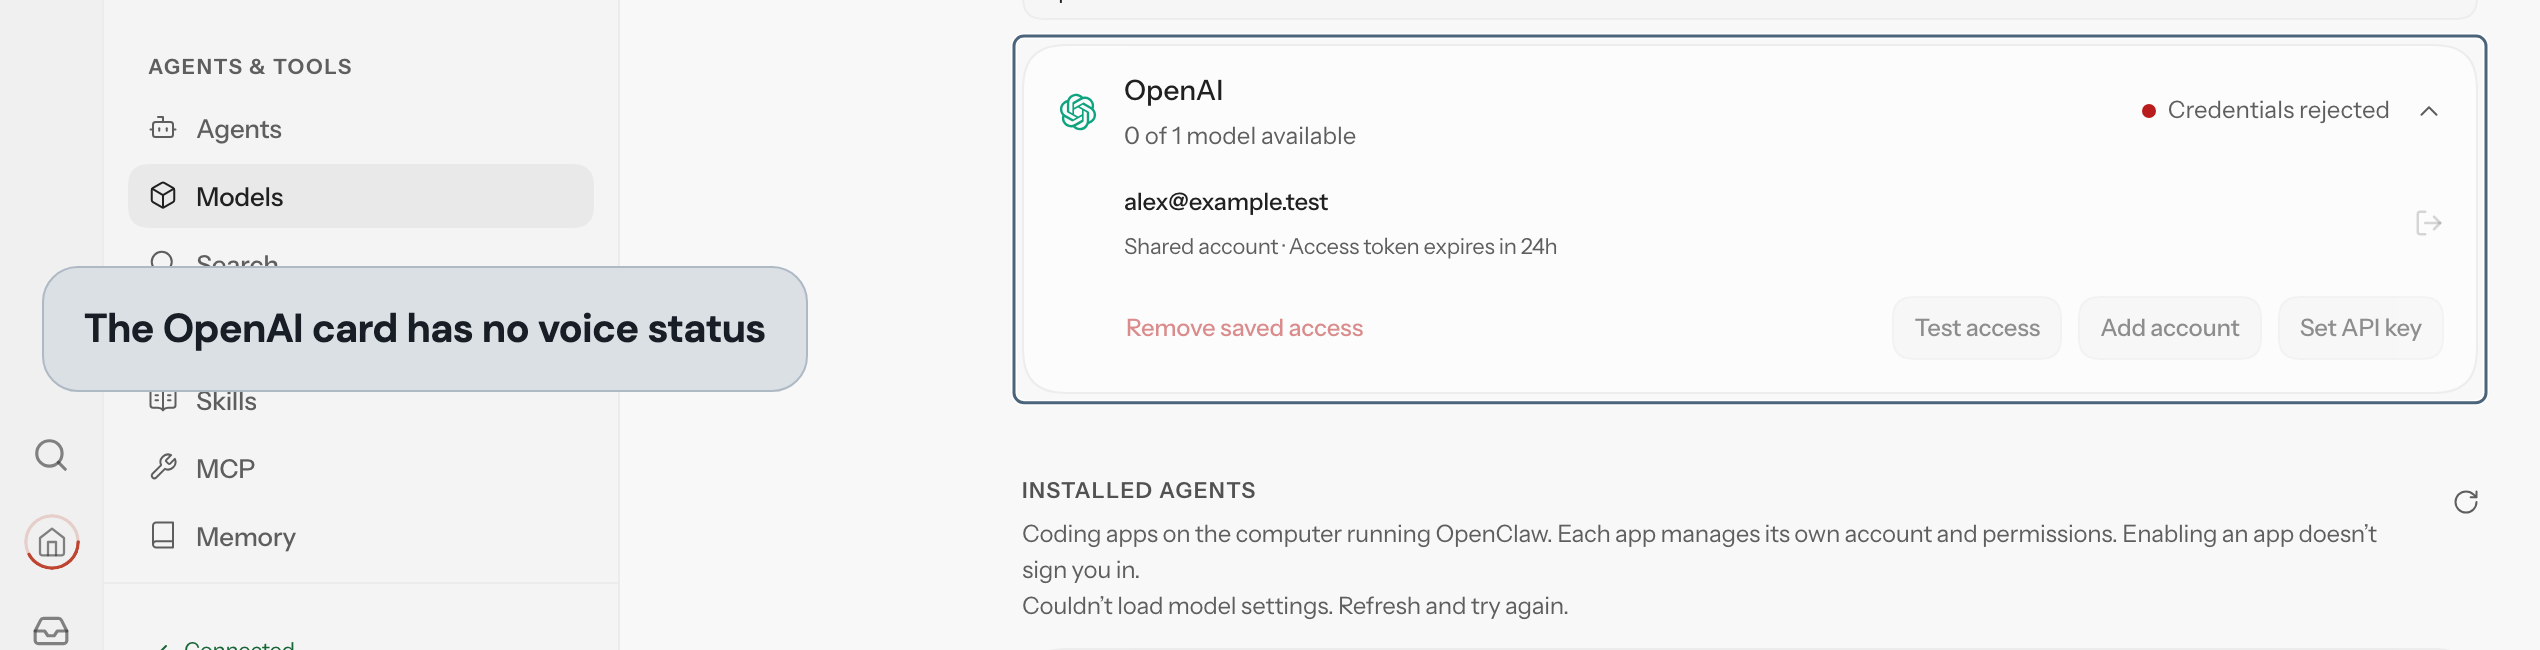 AGENTS & TOOLS
Agents
Models
Search
The OpenAI card has no voice status
Skills
MCP
Memory
Connected
OpenAI
0 of 1 model available
Credentials rejected
alex@example.test
Shared account · Access token expires in 24h
Remove saved access
Test access
Add account
Set API key
INSTALLED AGENTS
Coding apps on the computer running OpenClaw. Each app manages its own account and permissions. Enabling an app doesn’t
sign you in.
Couldn’t load model settings. Refresh and try again.